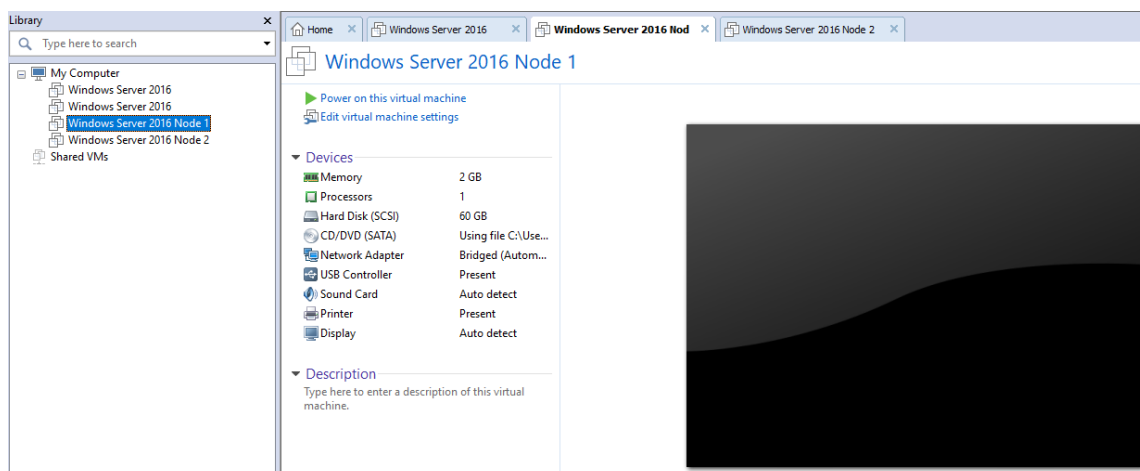 Library ×
Type here to search
My Computer
Windows Server 2016
Windows Server 2016
Windows Server 2016 Node 1
Windows Server 2016 Node 2
Shared VMs
Home × Windows Server 2016 × Windows Server 2016 Nod × Windows Server 2016 Node 2 ×
Windows Server 2016 Node 1
Power on this virtual machine
Edit virtual machine settings
Devices
Memory 2 GB
Processors 1
Hard Disk (SCSI) 60 GB
CD/DVD (SATA) Using file C:\Use...
Network Adapter Bridged (Autom...
USB Controller Present
Sound Card Auto detect
Printer Present
Display Auto detect
Description
Type here to enter a description of this virtual
machine.